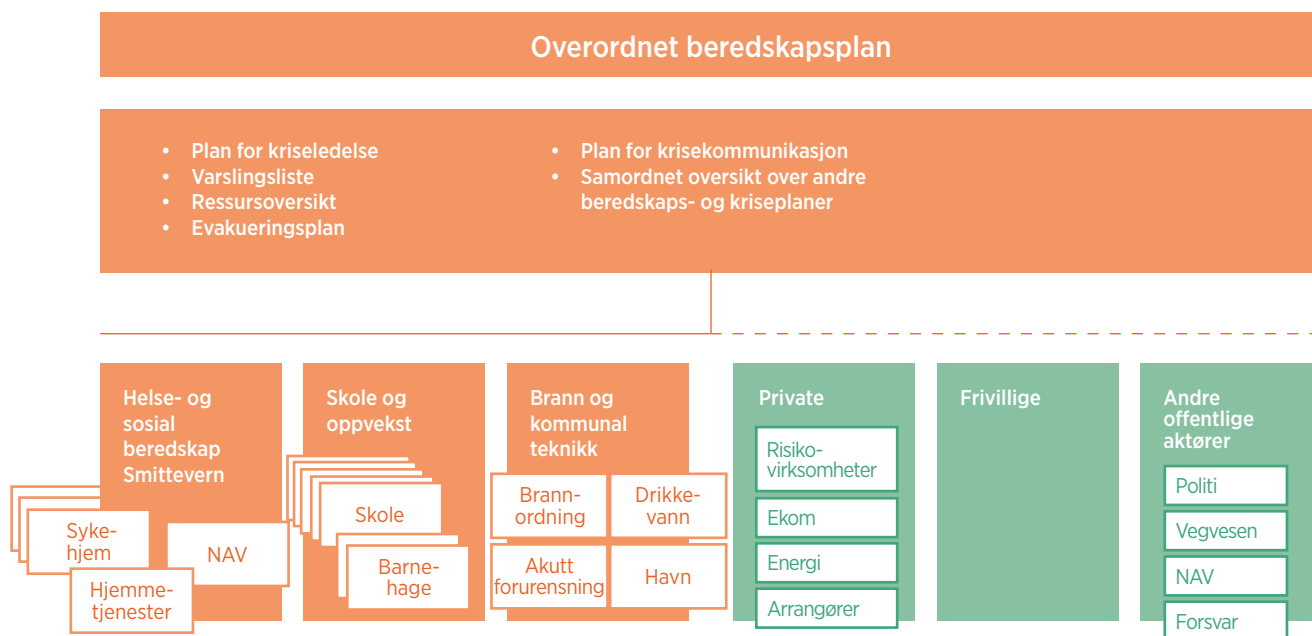 Overordnet beredskapsplan
• Plan for kriseledelse
• Varslingsliste
• Ressursoversikt
• Evakueringsplan
• Plan for krisekommunikasjon
• Samordnet oversikt over andre
beredskaps- og kriseplaner
Helse- og
sosial
beredskap
Smittevern
Syke-
hjem
NAV
Hjemme-
tjenester
Skole og
oppvekst
Skole
Barne-
hage
Brann og
kommunal
teknikk
Brann-
ordning
Drikke-
vann
Akutt
forurensning
Havn
Private
Risiko-
virksomheter
Ekom
Energi
Arrangører
Frivillige
Andre
offentlige
aktører
Politi
Vegvesen
NAV
Forsvar